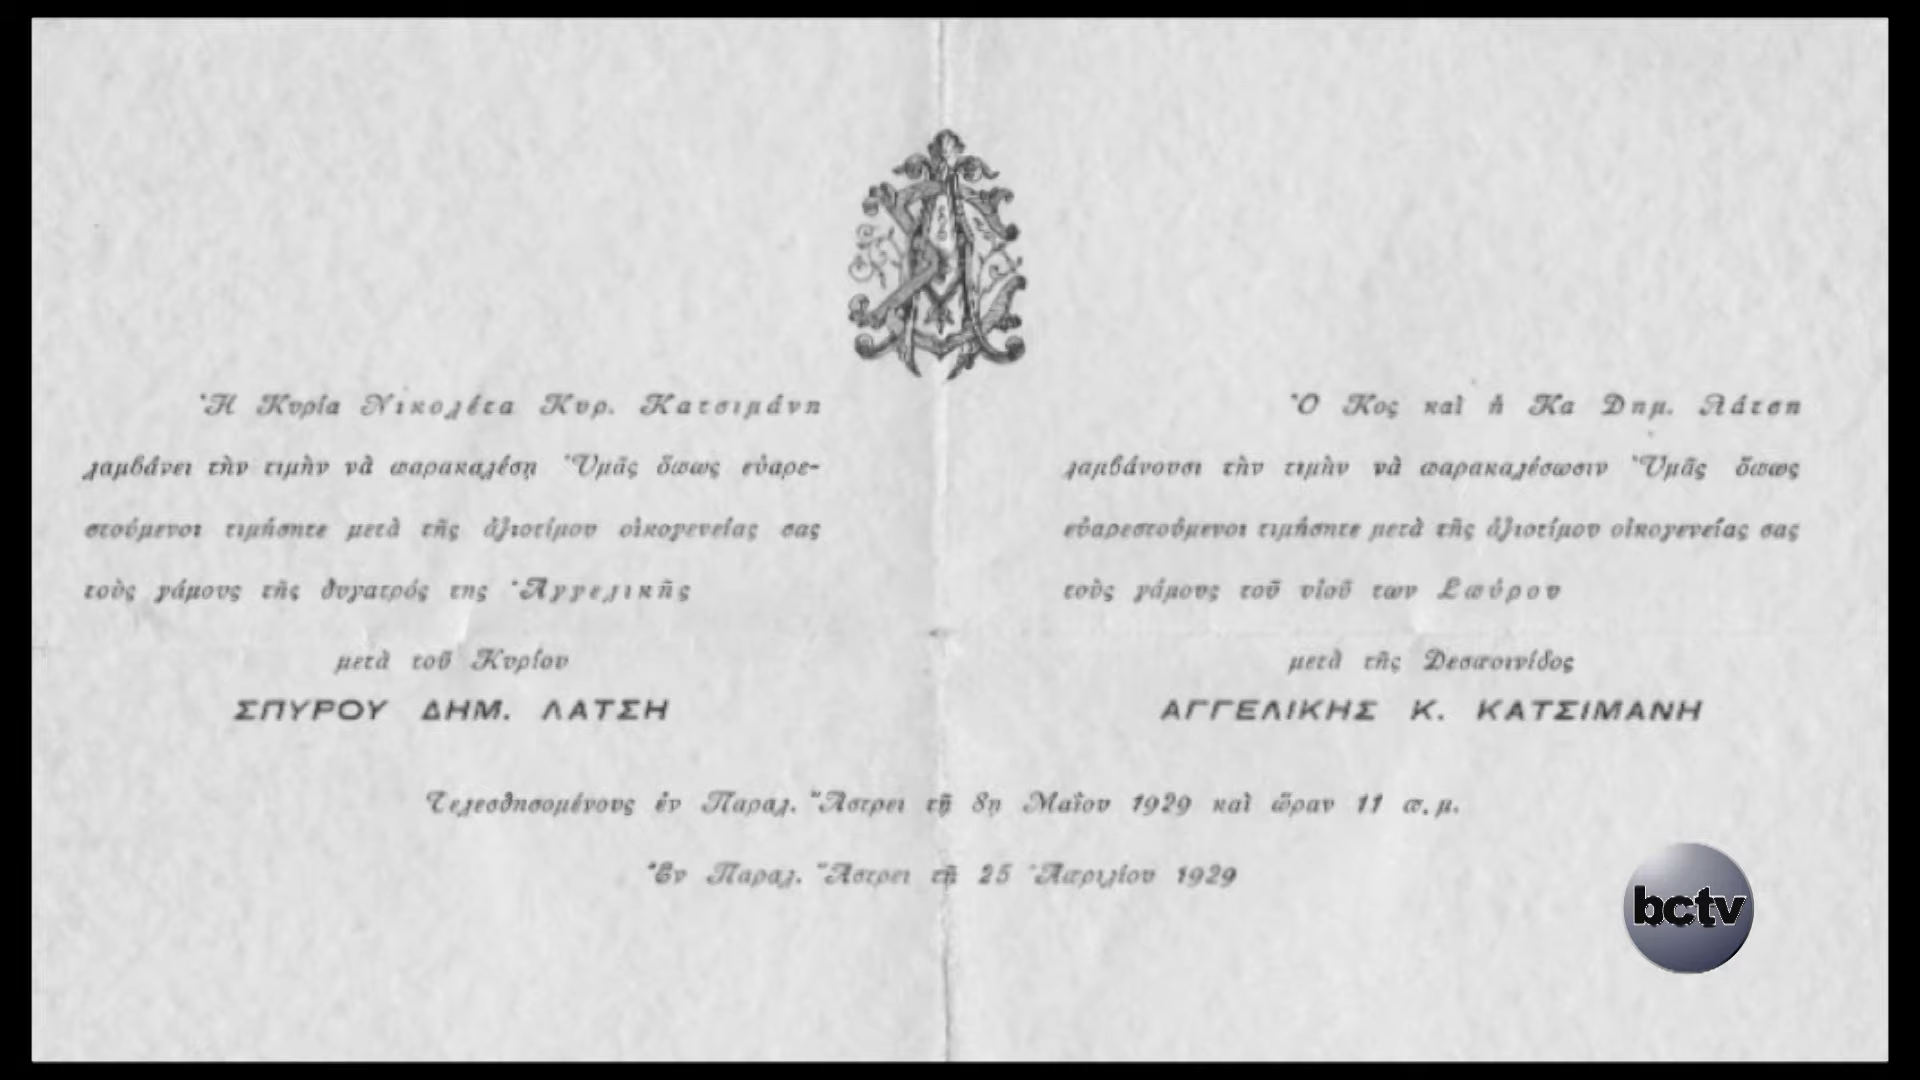 Ἡ Κυρία Νικολέτα Κυρ. Κατσιμάνη
λαμβάνει τὴν τιμὴν νὰ παρακαλέσῃ Ὑμᾶς ὅπως εὐαρε-
στούμενοι τιμήσητε μετὰ τῆς ἀξιοτίμου οἰκογενείας σας
τοὺς γάμους τῆς θυγατρός της Ἀγγελικῆς
μετὰ τοῦ Κυρίου
ΣΠΥΡΟΥ ΔΗΜ. ΛΑΤΣΗ
Ὁ Κος καὶ ἡ Κα Δημ. Λάτση
λαμβάνουσι τὴν τιμὴν νὰ παρακαλέσωσιν Ὑμᾶς ὅπως
εὐαρεστούμενοι τιμήσητε μετὰ τῆς ἀξιοτίμου οἰκογενείας σας
τοὺς γάμους τοῦ υἱοῦ των Σπύρου
μετὰ τῆς Δεσποινίδος
ΑΓΓΕΛΙΚΗΣ Κ. ΚΑΤΣΙΜΑΝΗ
Τελεσθησομένους ἐν Παραλ. Ἄστρει τῇ 8ῃ Μαΐου 1929 καὶ ὥραν 11 π.μ.
Ἐν Παραλ. Ἄστρει τῇ 25 Ἀπριλίου 1929
bctv